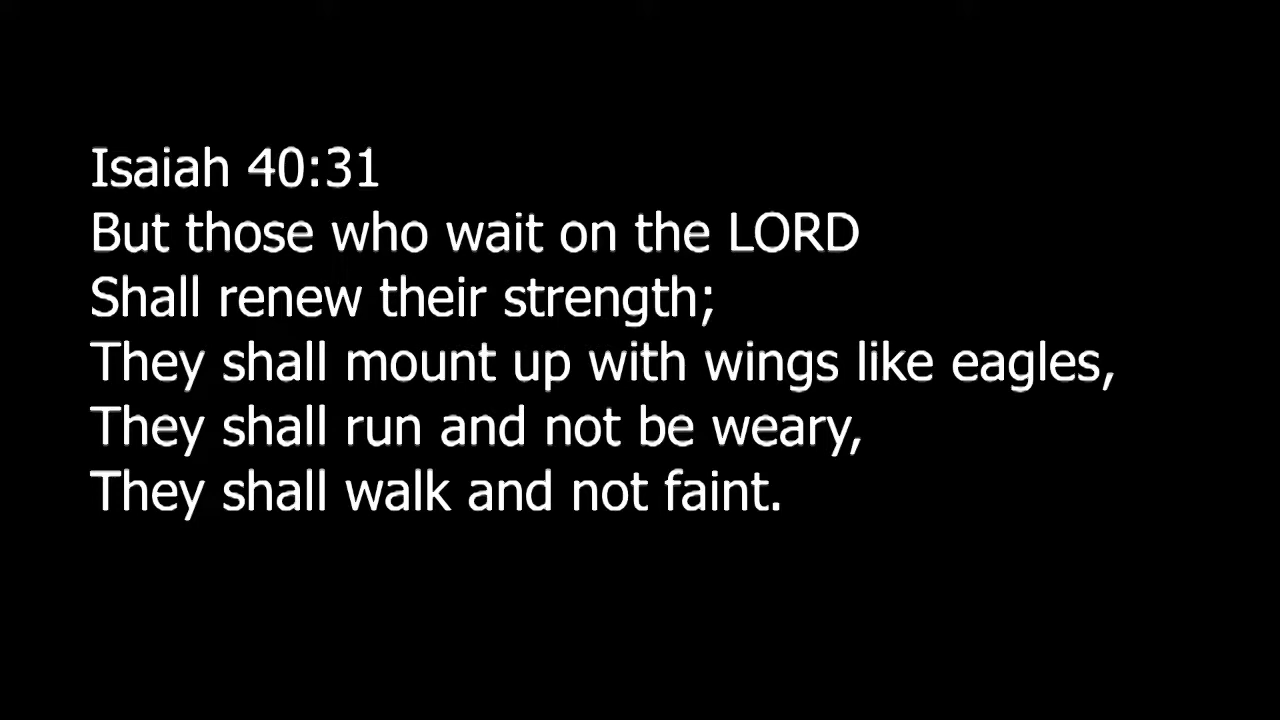 Isaiah 40:31
But those who wait on the LORD
Shall renew their strength;
They shall mount up with wings like eagles,
They shall run and not be weary,
They shall walk and not faint.